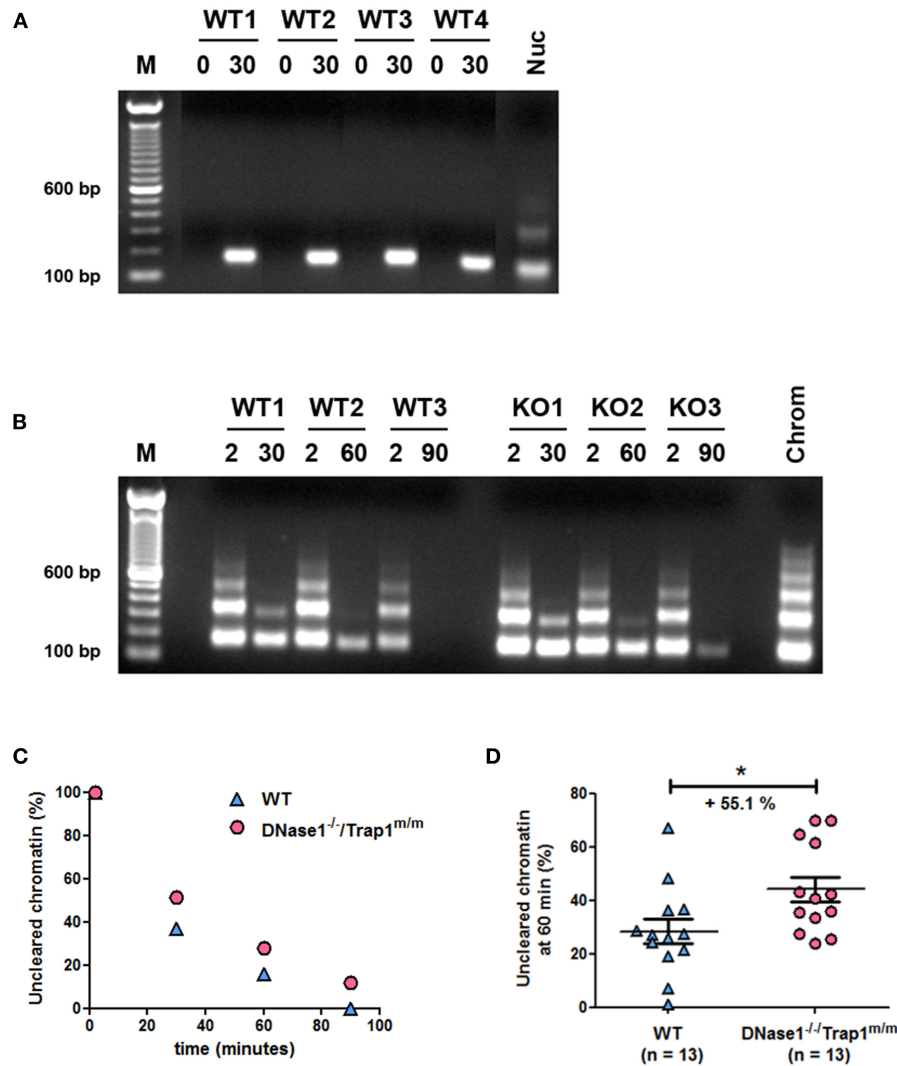 A
WT1 WT2 WT3 WT4
M 0 30 0 30 0 30 0 30 Nuc
600 bp
100 bp
B
WT1 WT2 WT3 KO1 KO2 KO3
M 2 30 2 60 2 90 2 30 2 60 2 90 Chrom
600 bp
100 bp
C
Uncleared chromatin (%)
100
80
60
40
20
0
0 20 40 60 80 100
time (minutes)
WT
DNase1-/-/Trap1m/m
D
*
+ 55.1 %
Uncleared chromatin
at 60 min (%)
80
60
40
20
0
WT DNase1-/-/Trap1m/m
(n = 13) (n = 13)